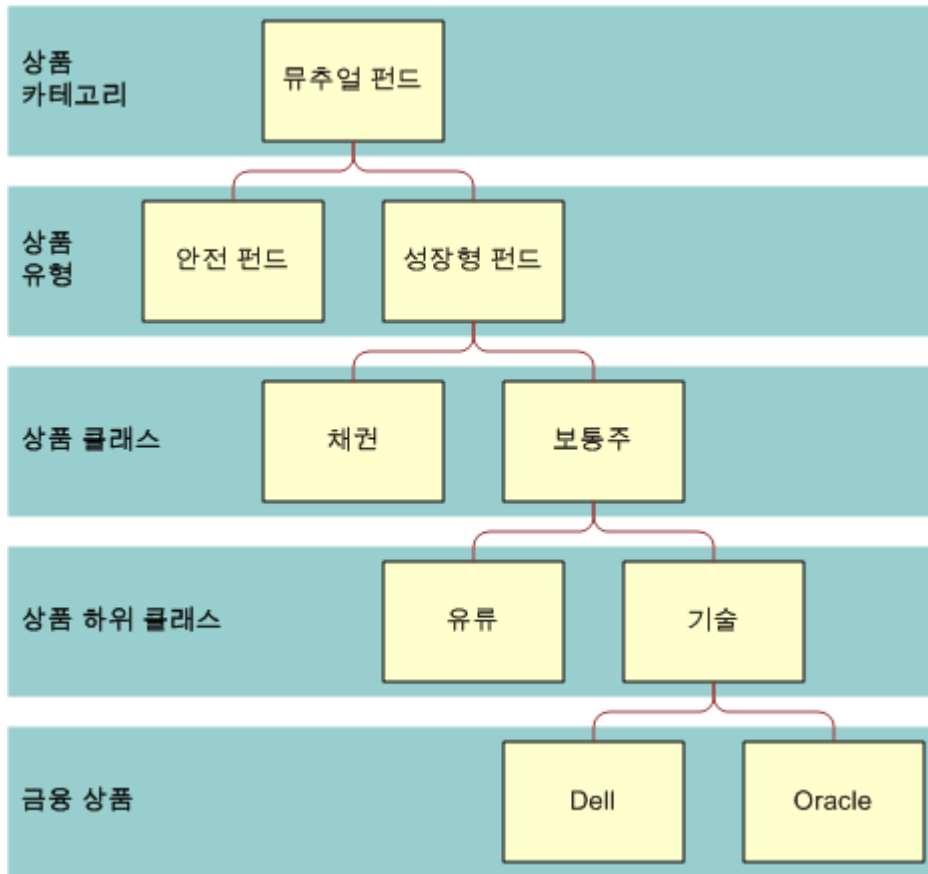 상품
카테고리
뮤추얼 펀드
상품
유형
안전 펀드
성장형 펀드
상품 클래스
채권
보통주
상품 하위 클래스
유류
기술
금융 상품
Dell
Oracle